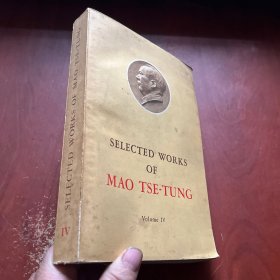 SELECTED WORKS
OF
MAO TSE-TUNG
Volume IV
SELECTED WORKS OF MAO TSE-TUNG
IV